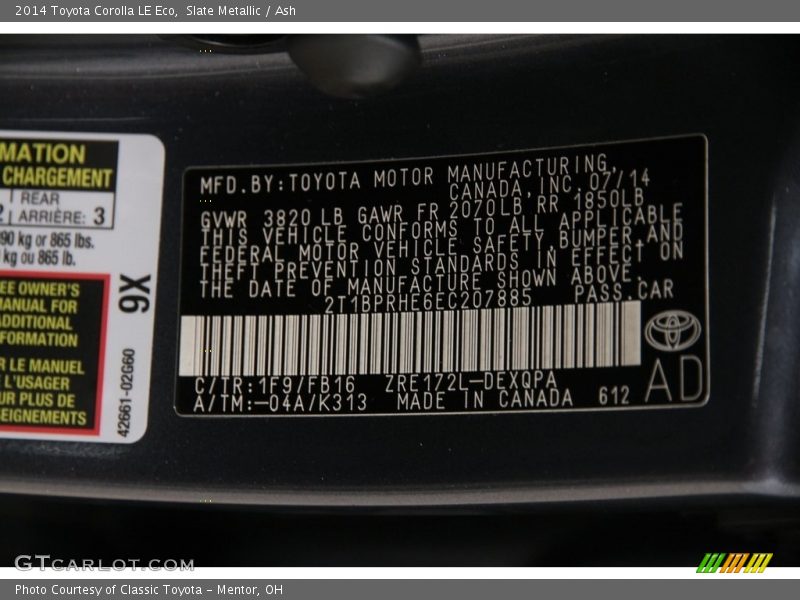 2014 Toyota Corolla LE Eco, Slate Metallic / Ash
MATION
CHARGEMENT
REAR
ARRIÈRE: 3
90 kg or 865 lbs.
kg ou 865 lb.
EE OWNER'S
MANUAL FOR
ADDITIONAL
FORMATION
R LE MANUEL
L'USAGER
UR PLUS DE
SEIGNEMENTS
9X
42661-02G60
MFD.BY:TOYOTA MOTOR MANUFACTURING
CANADA,INC.07/14
GVWR 3820 LB GAWR FR 2070LB RR 1850LB
THIS VEHICLE CONFORMS TO ALL APPLICABLE
FEDERAL MOTOR VEHICLE SAFETY,BUMPER,AND
THEFT PREVENTION STANDARDS IN EFFECT ON
THE DATE OF MANUFACTURE SHOWN ABOVE.
2T1BPRHE6EC207885 PASS.CAR
C/TR:1F9/FB16 ZRE172L-DEXQPA
A/TM:-04A/K313 MADE IN CANADA 612 AD
GTCARLOT.COM
Photo Courtesy of Classic Toyota - Mentor, OH